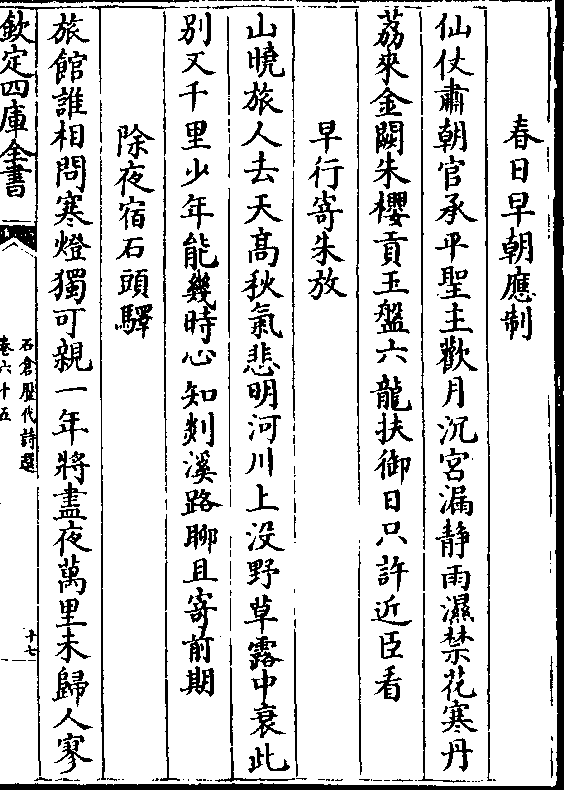 春日早朝應制
仙仗肅朝官承平聖主歡月沉宮漏靜雨濕禁花寒丹
荔來金闕朱櫻貢玉盤六龍扶御日只許近臣看
早行寄朱放
山曉旅人去天高秋氣悲明河川上没野草露中衰此
别又千里少年能幾時心知剡溪路聊且寄前期
除夜宿石頭驛
旅館誰相問寒燈獨可親一年將盡夜萬里未歸人寥
欽定四庫全書
石倉歷代詩選
卷六十五
十七